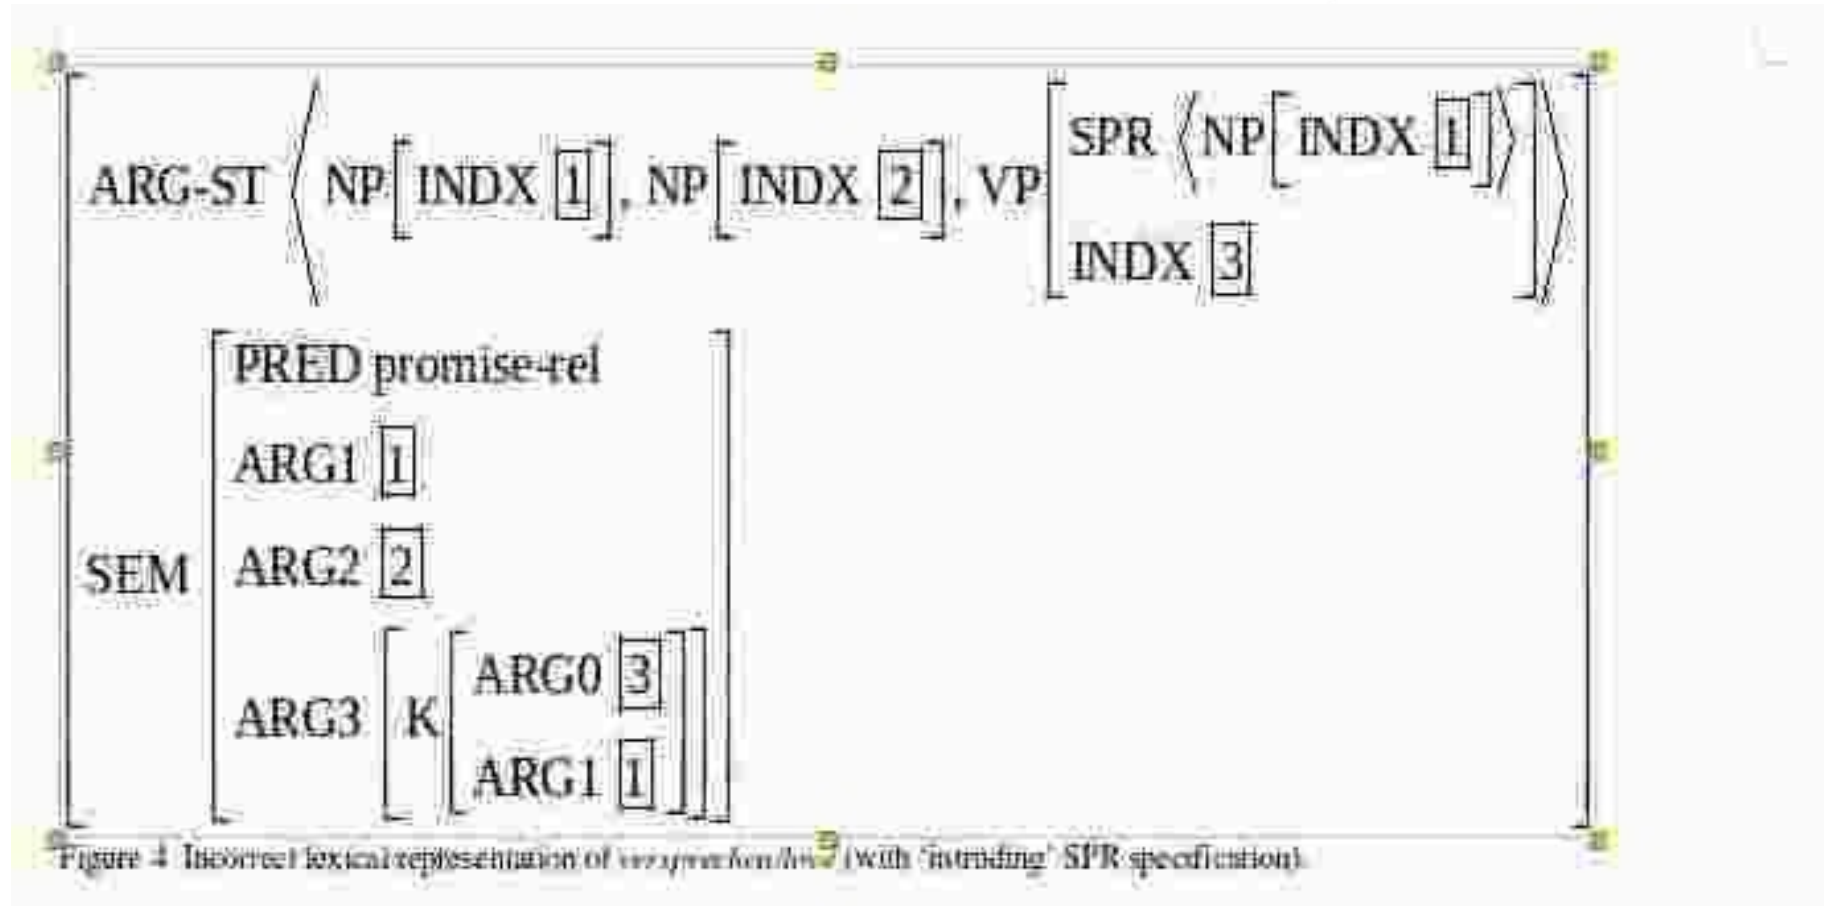 ARG-ST ⟨ NP[INDX 1], NP[INDX 2], VP[SPR ⟨NP[INDX 1]⟩
INDX 3] ⟩
PRED promise-rel
ARG1 1
ARG2 2
SEM
ARG0 3
ARG3 [K
ARG1 1
Figure 4 Incorrect lexical representation of (with 'intruding' SPR specification).